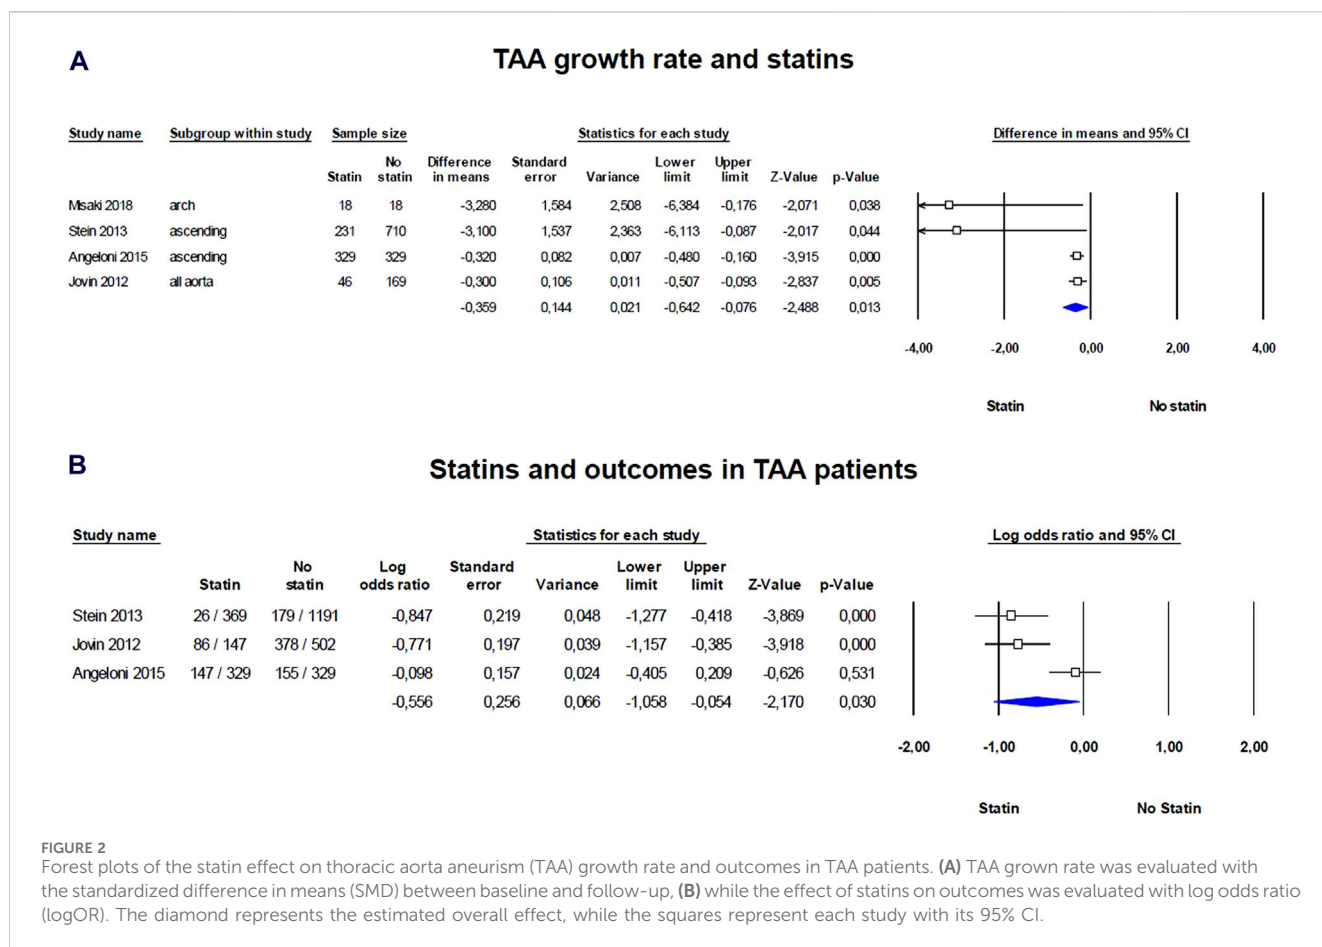 A
TAA growth rate and statins
Study name Subgroup within study Sample size Statistics for each study Difference in means and 95% CI
Statin No statin Difference in means Standard error Variance Lower limit Upper limit Z-Value p-Value
Misaki 2018 arch 18 18 -3,280 1,584 2,508 -6,384 -0,176 -2,071 0,038
Stein 2013 ascending 231 710 -3,100 1,537 2,363 -6,113 -0,087 -2,017 0,044
Angeloni 2015 ascending 329 329 -0,320 0,082 0,007 -0,480 -0,160 -3,915 0,000
Jovin 2012 all aorta 46 169 -0,300 0,106 0,011 -0,507 -0,093 -2,837 0,005
-0,359 0,144 0,021 -0,642 -0,076 -2,488 0,013
-4,00 -2,00 0,00 2,00 4,00
Statin No statin
B
Statins and outcomes in TAA patients
Study name Statistics for each study Log odds ratio and 95% CI
Statin No statin Log odds ratio Standard error Variance Lower limit Upper limit Z-Value p-Value
Stein 2013 26 / 369 179 / 1191 -0,847 0,219 0,048 -1,277 -0,418 -3,869 0,000
Jovin 2012 86 / 147 378 / 502 -0,771 0,197 0,039 -1,157 -0,385 -3,918 0,000
Angeloni 2015 147 / 329 155 / 329 -0,098 0,157 0,024 -0,405 0,209 -0,626 0,531
-0,556 0,256 0,066 -1,058 -0,054 -2,170 0,030
-2,00 -1,00 0,00 1,00 2,00
Statin No Statin
FIGURE 2
Forest plots of the statin effect on thoracic aorta aneurism (TAA) growth rate and outcomes in TAA patients. (A) TAA grown rate was evaluated with
the standardized difference in means (SMD) between baseline and follow-up, (B) while the effect of statins on outcomes was evaluated with log odds ratio
(logOR). The diamond represents the estimated overall effect, while the squares represent each study with its 95% CI.